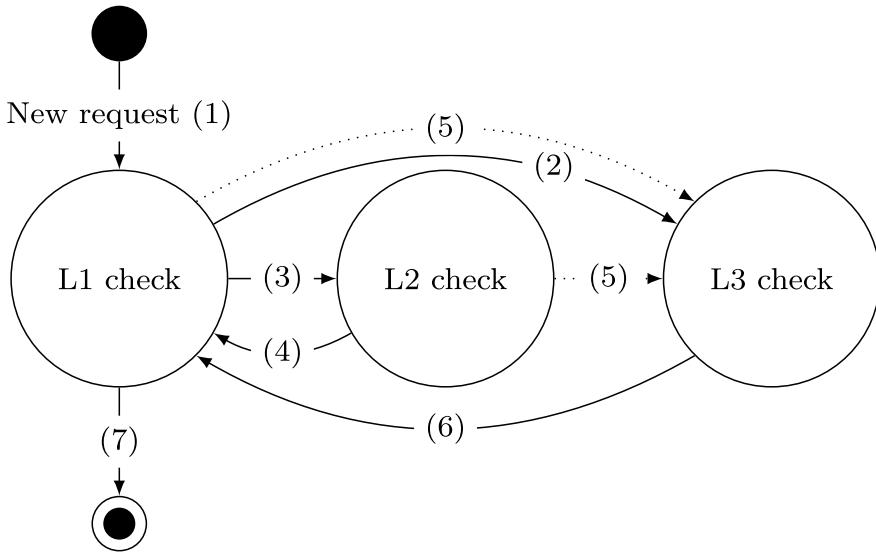 New request (1)
(5)
(2)
L1 check
(3)
L2 check
(5)
L3 check
(4)
(6)
(7)